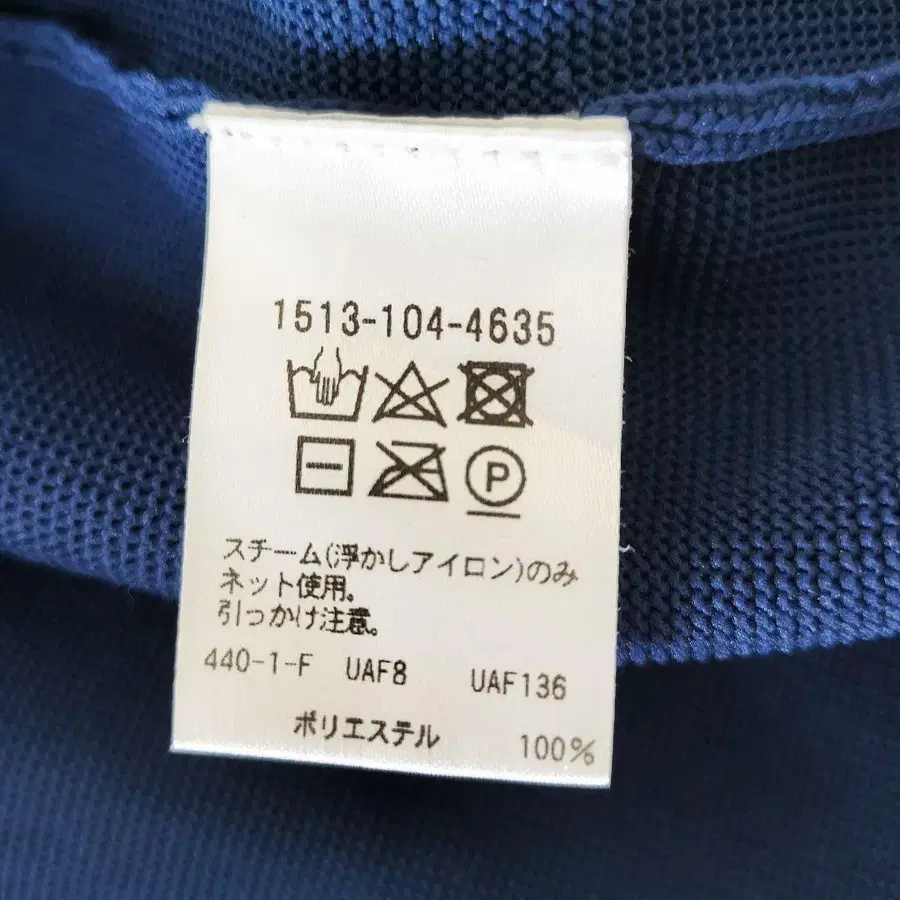 1513-104-4635
P
スチーム(浮かしアイロン)のみ
ネット使用。
引っかけ注意。
440-1-F UAF8 UAF136
ポリエステル 100%